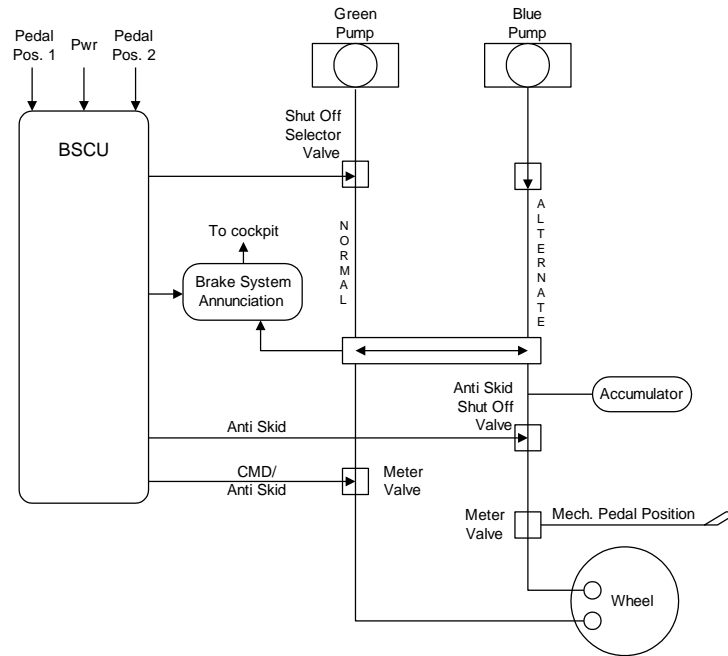 Green
Pump
Blue
Pump
Pedal
Pos. 1
Pwr
Pedal
Pos. 2
Shut Off
Selector
Valve
BSCU
NORMAL
ALTERNATE
To cockpit
Brake System
Annunciation
Anti Skid
Shut Off
Valve
Accumulator
Anti Skid
CMD/
Anti Skid
Meter
Valve
Meter
Valve
Mech. Pedal Position
Wheel